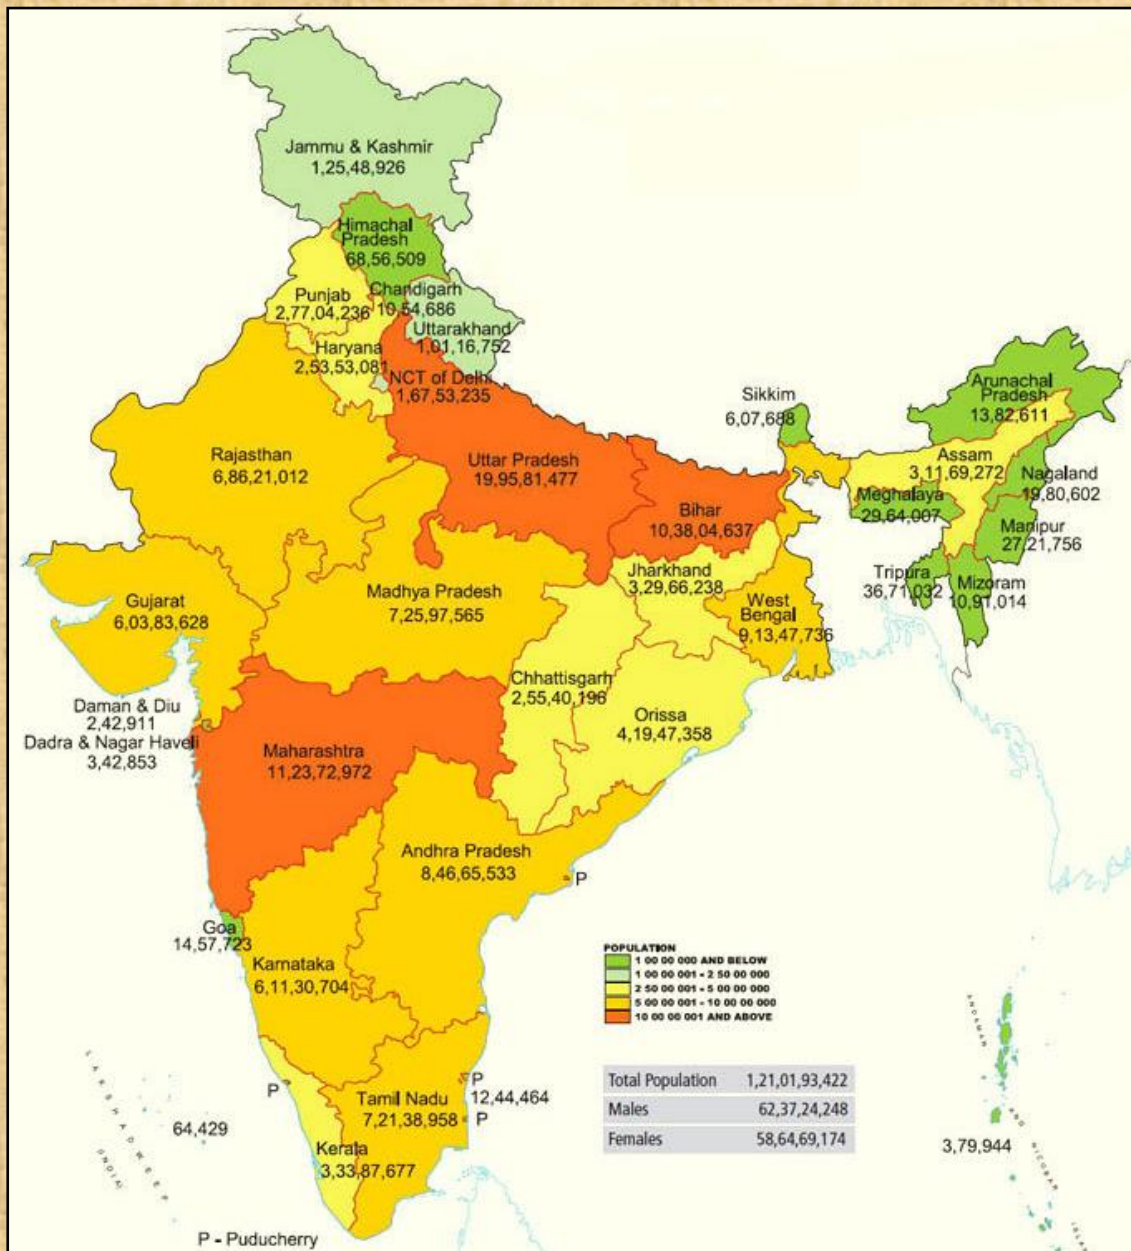 Jammu & Kashmir
1,25,48,926
Himachal
Pradesh
68,56,509
Chandigarh
10,54,686
Punjab
2,77,04,236
Uttarakhand
1,01,16,752
Haryana
2,53,53,081
NCT of Delhi
1,67,53,235
Sikkim
6,07,688
Arunachal
Pradesh
13,82,611
Rajasthan
6,86,21,012
Uttar Pradesh
19,95,81,477
Assam
3,11,69,272
Nagaland
19,80,602
Meghalaya
29,64,007
Bihar
10,38,04,637
Manipur
27,21,756
Tripura
36,71,032
Mizoram
10,91,014
Jharkhand
3,29,66,238
Gujarat
6,03,83,628
Madhya Pradesh
7,25,97,565
West
Bengal
9,13,47,736
Chhattisgarh
2,55,40,196
Daman & Diu
2,42,911
Dadra & Nagar Haveli
3,42,853
Orissa
4,19,47,358
Maharashtra
11,23,72,972
Andhra Pradesh
8,46,65,533
P
Goa
14,57,723
Karnataka
6,11,30,704
POPULATION
1 00 00 000 AND BELOW
1 00 00 001 - 2 50 00 000
2 50 00 001 - 5 00 00 000
5 00 00 001 - 10 00 00 000
10 00 00 001 AND ABOVE
Total Population 1,21,01,93,422
Males 62,37,24,248
Females 58,64,69,174
P
P
12,44,464
Tamil Nadu
7,21,38,958
P
LAKSHADWEEP
(INDIA)
64,429
Kerala
3,33,87,677
ANDAMAN
AND NICOBAR
3,79,944
P - Puducherry